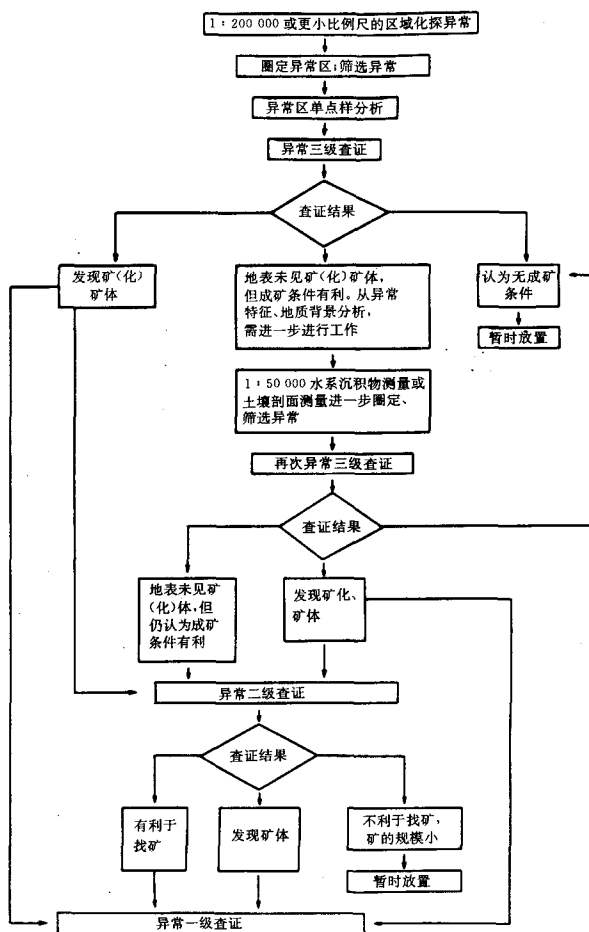 1：200 000 或更小比例尺的区域化探异常
圈定异常区；筛选异常
异常区单点样分析
异常三级查证
查证结果
发现矿(化)
矿体
地表未见矿(化)矿体，
但成矿条件有利。从异常
特征、地质背景分析，
需进一步进行工作
认为无成矿
条件
暂时放置
1：50 000 水系沉积物测量或
土壤剖面测量进一步圈定、
筛选异常
再次异常三级查证
查证结果
地表未见矿
(化)体，但
仍认为成矿
条件有利
发现矿化、
矿体
异常二级查证
查证结果
有利于
找矿
发现矿体
不利于找矿，
矿的规模小
暂时放置
异常一级查证